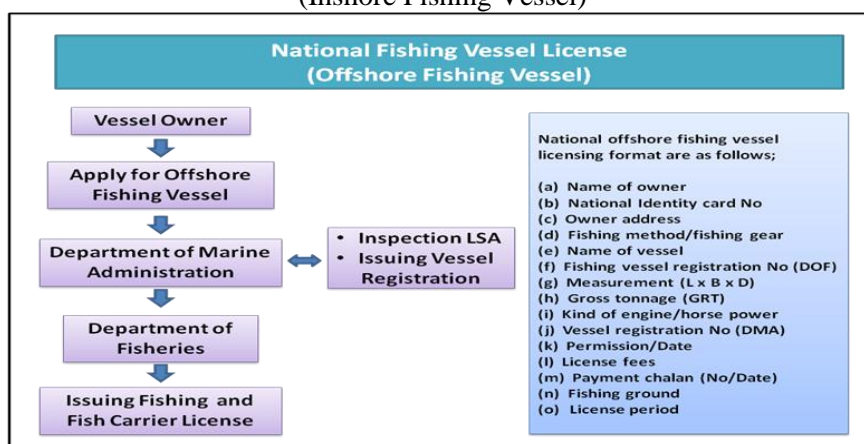 (Inshore Fishing Vessel)
National Fishing Vessel License
(Offshore Fishing Vessel)
Vessel Owner
Apply for Offshore
Fishing Vessel
Department of Marine
Administration
• Inspection LSA
• Issuing Vessel
Registration
Department of
Fisheries
Issuing Fishing and
Fish Carrier License
National offshore fishing vessel
licensing format are as follows;
(a) Name of owner
(b) National Identity card No
(c) Owner address
(d) Fishing method/fishing gear
(e) Name of vessel
(f) Fishing vessel registration No (DOF)
(g) Measurement (L x B x D)
(h) Gross tonnage (GRT)
(i) Kind of engine/horse power
(j) Vessel registration No (DMA)
(k) Permission/Date
(l) License fees
(m) Payment chalan (No/Date)
(n) Fishing ground
(o) License period